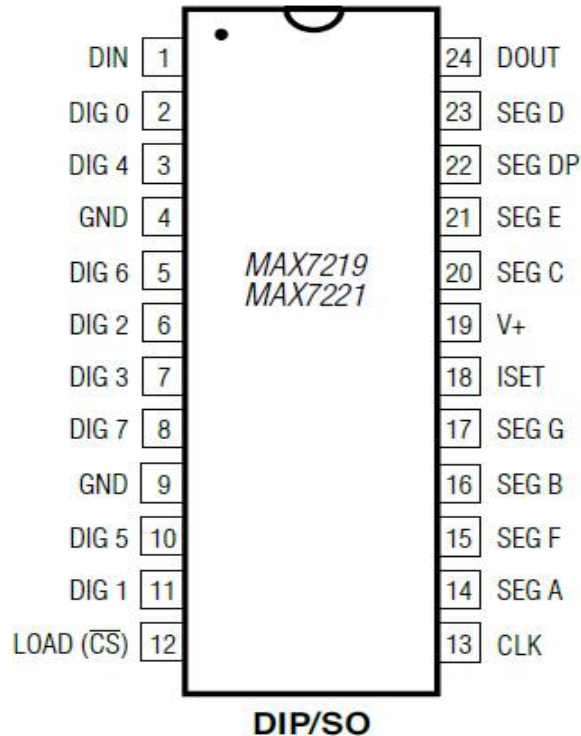 DIN 1 24 DOUT
DIG 0 2 23 SEG D
DIG 4 3 22 SEG DP
GND 4 21 SEG E
DIG 6 5 MAX7219 20 SEG C
MAX7221
DIG 2 6 19 V+
DIG 3 7 18 ISET
DIG 7 8 17 SEG G
GND 9 16 SEG B
DIG 5 10 15 SEG F
DIG 1 11 14 SEG A
LOAD (C̅S̅) 12 13 CLK
DIP/SO